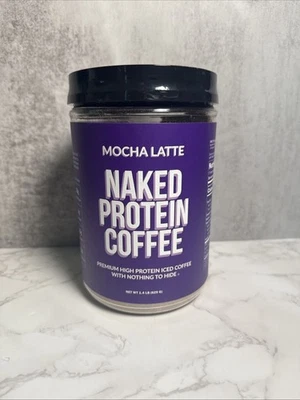 MOCHA LATTE
NAKED
PROTEIN
COFFEE
PREMIUM HIGH PROTEIN ICED COFFEE
WITH NOTHING TO HIDE